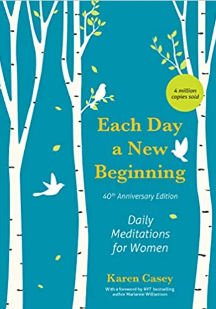 4 million
copies sold
Each Day
a New
Beginning
40th Anniversary Edition
Daily
Meditations
for Women
Karen Casey
With a foreword by NYT bestselling
author Marianne Williamson